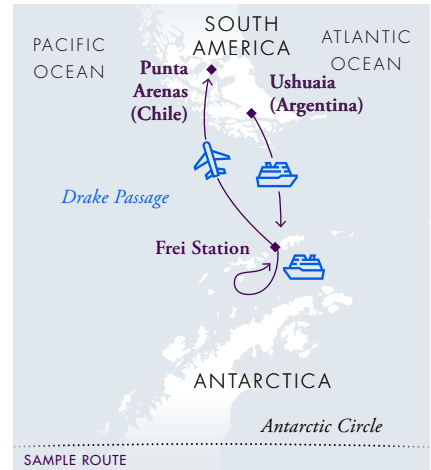 SOUTH
AMERICA
PACIFIC
OCEAN
ATLANTIC
OCEAN
Punta
Arenas
(Chile)
Ushuaia
(Argentina)
Drake Passage
Frei Station
ANTARCTICA
Antarctic Circle
SAMPLE ROUTE